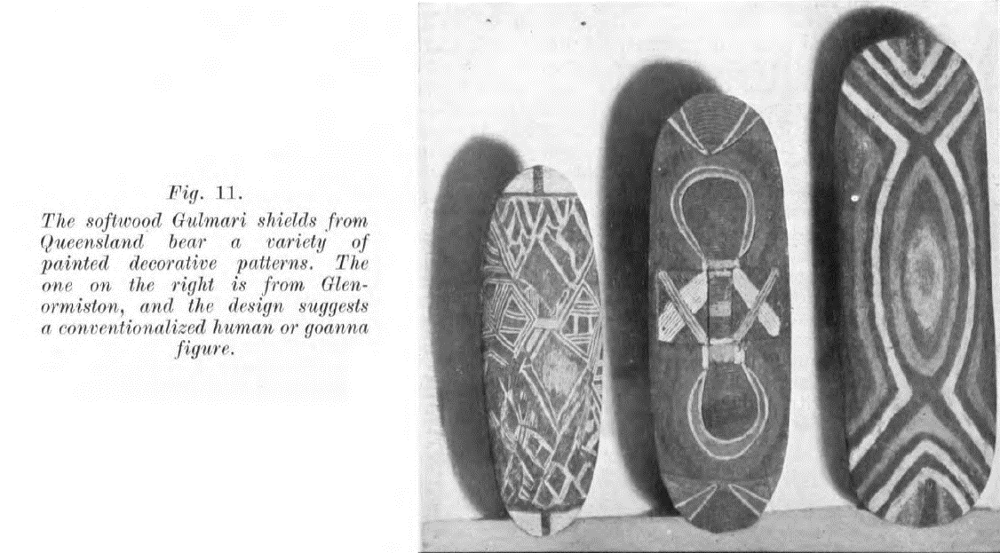 Fig. 11.
The softwood Gulmari shields from
Queensland bear a variety of
painted decorative patterns. The
one on the right is from Glen-
ormiston, and the design suggests
a conventionalized human or goanna
figure.